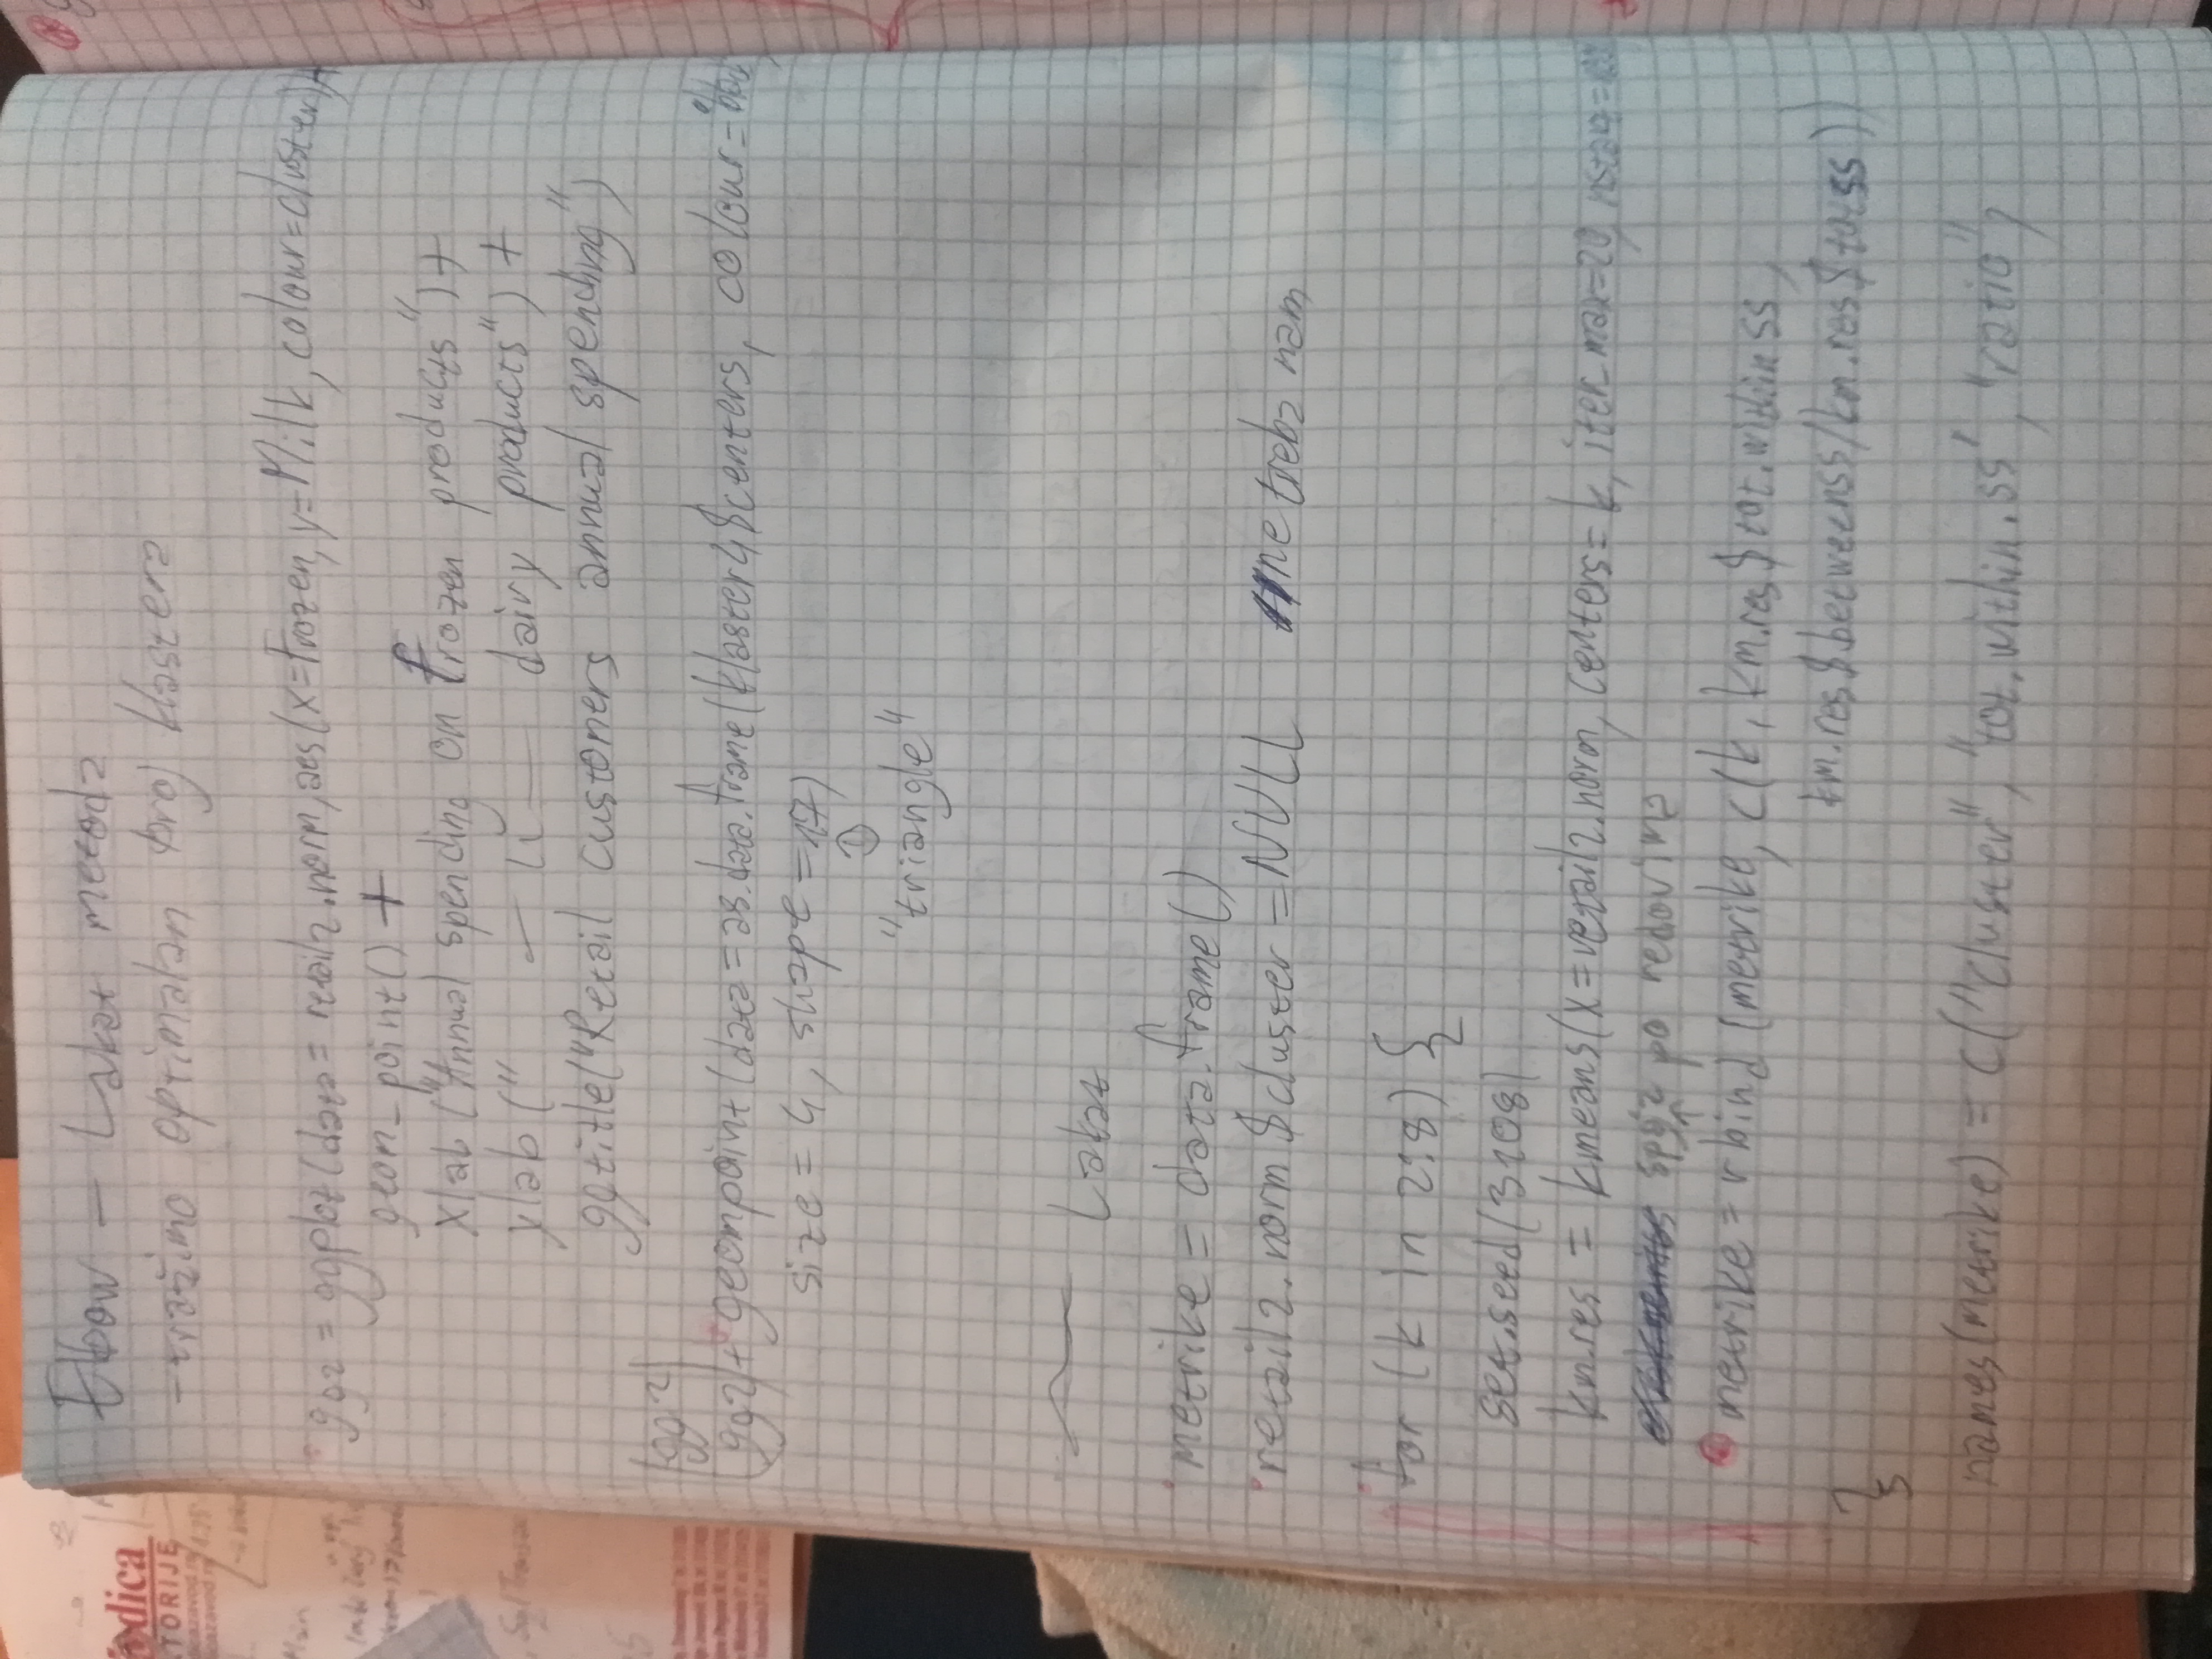 Elbow - Lakat metoda
- tražimo optimalan broj klastera
gg2 = ggplot(data = retail2.norm, aes(x=Frozen, y=Milk, colour=cluster)) +
geom_point() +
xlab("Annual spending on frozen products") +
ylab(" —〃— dairy products") +
ggtitle("Retail customers annual spending")
gg2
gg2 + geompoint(data = as.data.frame(klaster4$centers, colour =
size = 4, shape = 17)
"triangle"
Lakat
metrike = data.frame()
retail2.norm$cluster = NULL ne treba nam
for (k in 2:8) {
set.seed(3108)
km.res = kmeans(x=retail2.norm, centers=k, iter.max=20, nstart=
spaja po redovima
metrike = rbind(metrike, c(k, km.res$tot.withinss,
km.res$betweenss/km.res$totss))
}
names(metrike) = c("cluster", "tot.within.ss", "ratio")
odica
TORIJE